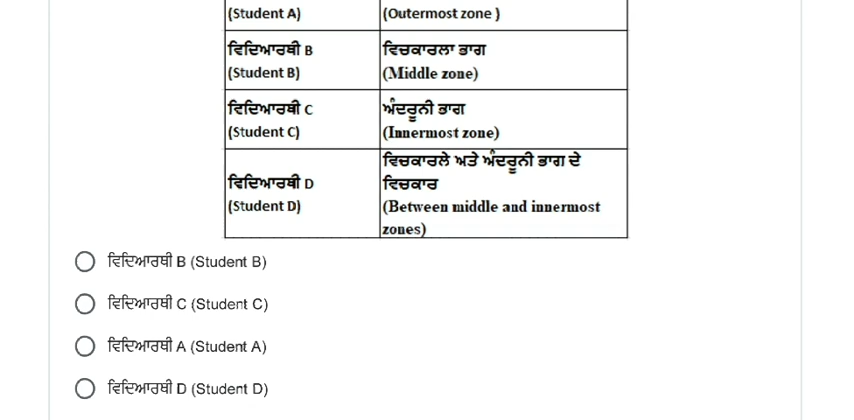 (Student A)
(Outermost zone )
ਵਿਦਿਆਰਥੀ B
(Student B)
ਵਿਚਕਾਰਲਾ ਭਾਗ
(Middle zone)
ਵਿਦਿਆਰਥੀ C
(Student C)
ਅੰਦਰੂਨੀ ਭਾਗ
(Innermost zone)
ਵਿਦਿਆਰਥੀ D
(Student D)
ਵਿਚਕਾਰਲੇ ਅਤੇ ਅੰਦਰੂਨੀ ਭਾਗ ਦੇ
ਵਿਚਕਾਰ
(Between middle and innermost
zones)
ਵਿਦਿਆਰਥੀ B (Student B)
ਵਿਦਿਆਰਥੀ C (Student C)
ਵਿਦਿਆਰਥੀ A (Student A)
ਵਿਦਿਆਰਥੀ D (Student D)